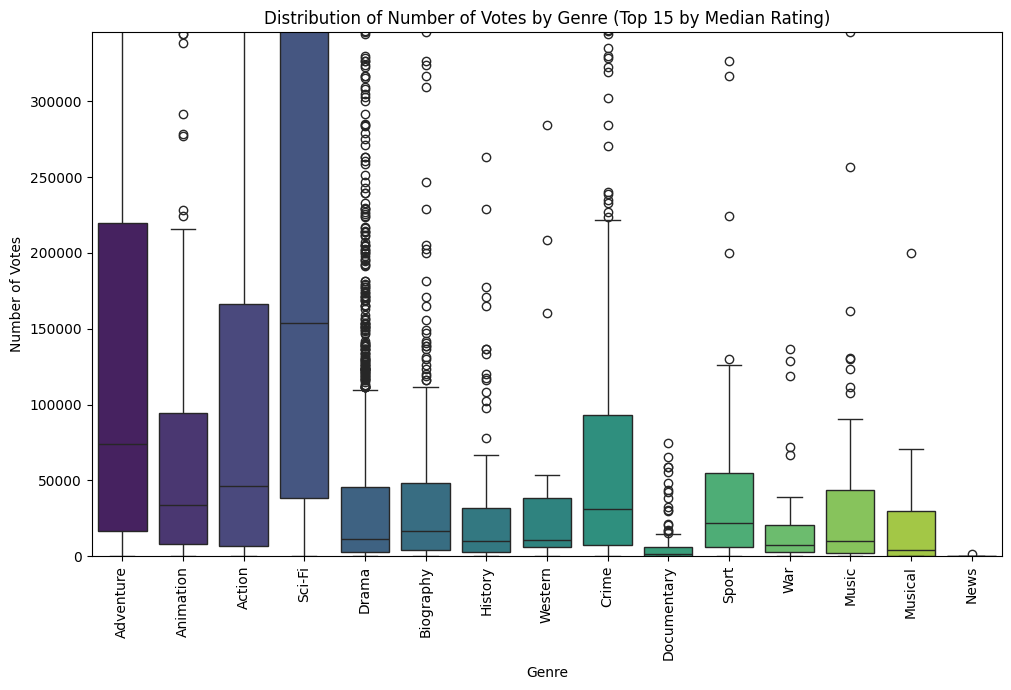 Distribution of Number of Votes by Genre (Top 15 by Median Rating)
Number of Votes
300000
250000
200000
150000
100000
50000
0
Adventure
Animation
Action
Sci-Fi
Drama
Biography
History
Western
Crime
Documentary
Sport
War
Music
Musical
News
Genre